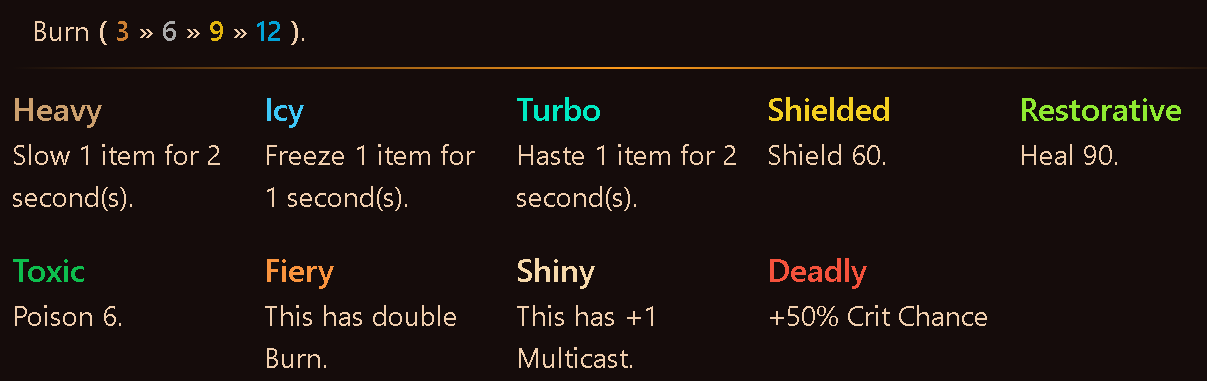 Burn ( 3 » 6 » 9 » 12 ).
Heavy
Slow 1 item for 2
second(s).
Icy
Freeze 1 item for
1 second(s).
Turbo
Haste 1 item for 2
second(s).
Shielded
Shield 60.
Restorative
Heal 90.
Toxic
Poison 6.
Fiery
This has double
Burn.
Shiny
This has +1
Multicast.
Deadly
+50% Crit Chance